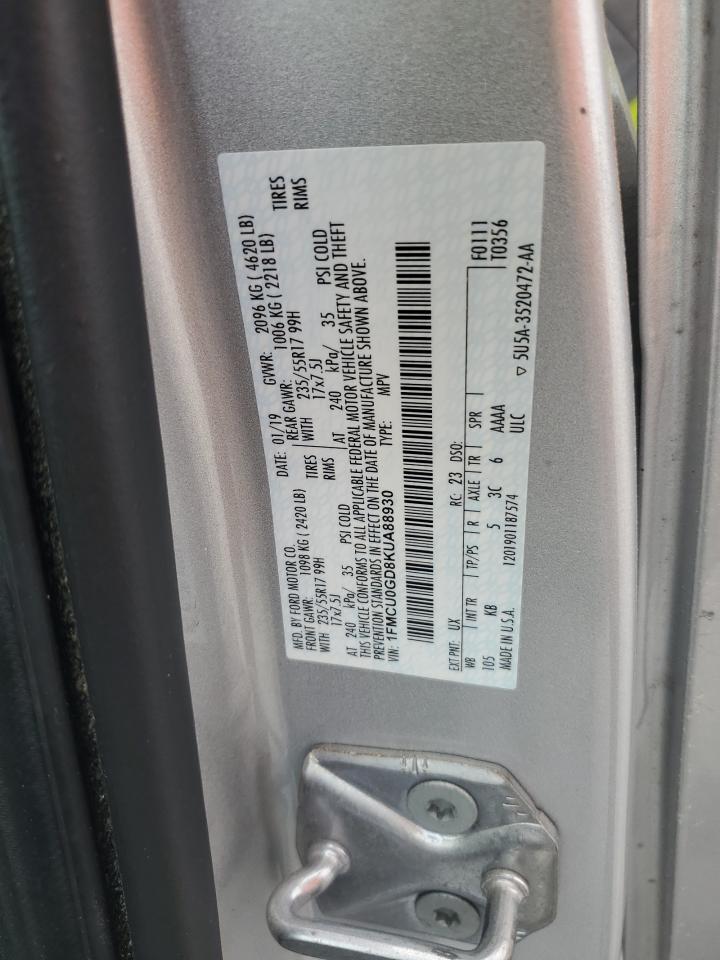 MFD. BY FORD MOTOR CO.
DATE: 01/19 GVWR: 2096 KG ( 4620 LB)
FRONT GAWR: 1098 KG ( 2420 LB) REAR GAWR: 1006 KG ( 2218 LB)
WITH 235/55R17 99H TIRES WITH 235/55R17 99H TIRES
17x7.5J RIMS 17x7.5J RIMS
AT 240 kPa/ 35 PSI COLD AT 240 kPa/ 35 PSI COLD
THIS VEHICLE CONFORMS TO ALL APPLICABLE FEDERAL MOTOR VEHICLE SAFETY AND THEFT
PREVENTION STANDARDS IN EFFECT ON THE DATE OF MANUFACTURE SHOWN ABOVE.
VIN: 1FMCU0GD8KUA88930 TYPE: MPV
EXT PNT: UX RC: 23 DSO: F0111
WB INT TR TP/PS R AXLE TR SPR T0356
105 KB 5 3C 6 AAAA
MADE IN U.S.A. 1201901187574 ULC
▽ 5U5A-3520472-AA